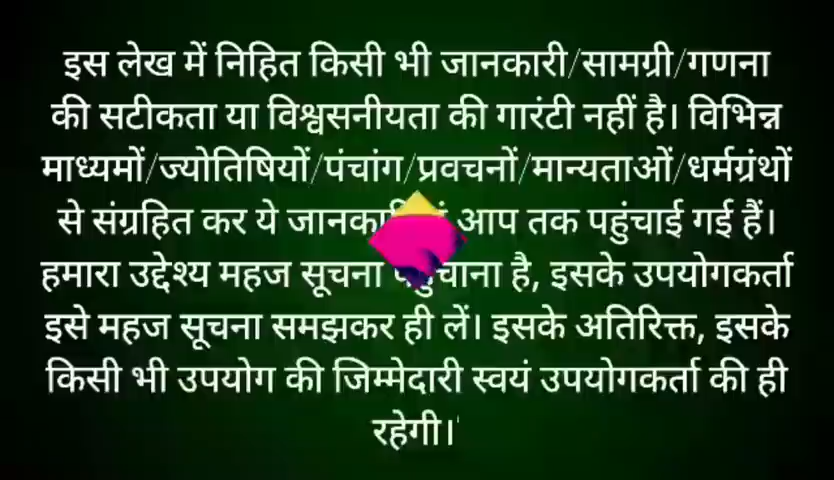 इस लेख में निहित किसी भी जानकारी/सामग्री/गणना
की सटीकता या विश्वसनीयता की गारंटी नहीं है। विभिन्न
माध्यमों/ज्योतिषियों/पंचांग/प्रवचनों/मान्यताओं/धर्मग्रंथों
से संग्रहित कर ये आप तक पहुंचाई गई हैं।
हमारा उद्देश्य महज सूचना है, इसके उपयोगकर्ता
इसे महज सूचना समझकर ही लें। इसके अतिरिक्त, इसके
किसी भी उपयोग की जिम्मेदारी स्वयं उपयोगकर्ता की ही
रहेगी।'